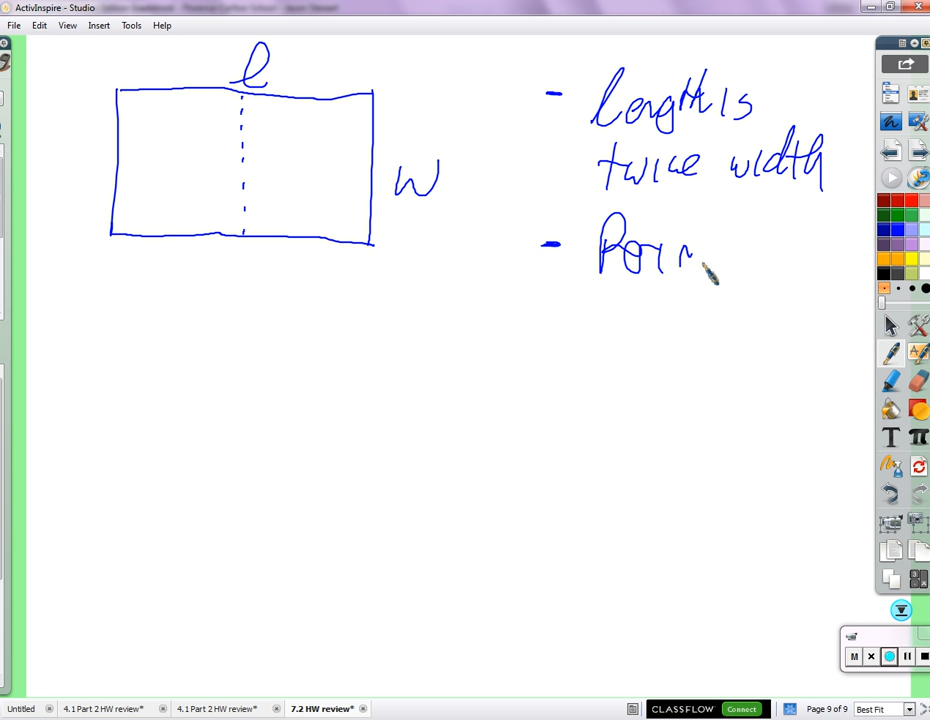 ActivInspire - Studio
File Edit View Insert Tools Help
l
w
- length is
twice width
- Perim
M
Untitled
4.1 Part 2 HW review*
4.1 Part 2 HW review*
7.2 HW review*
CLASSFLOW Connect
Page 9 of 9
Best Fit